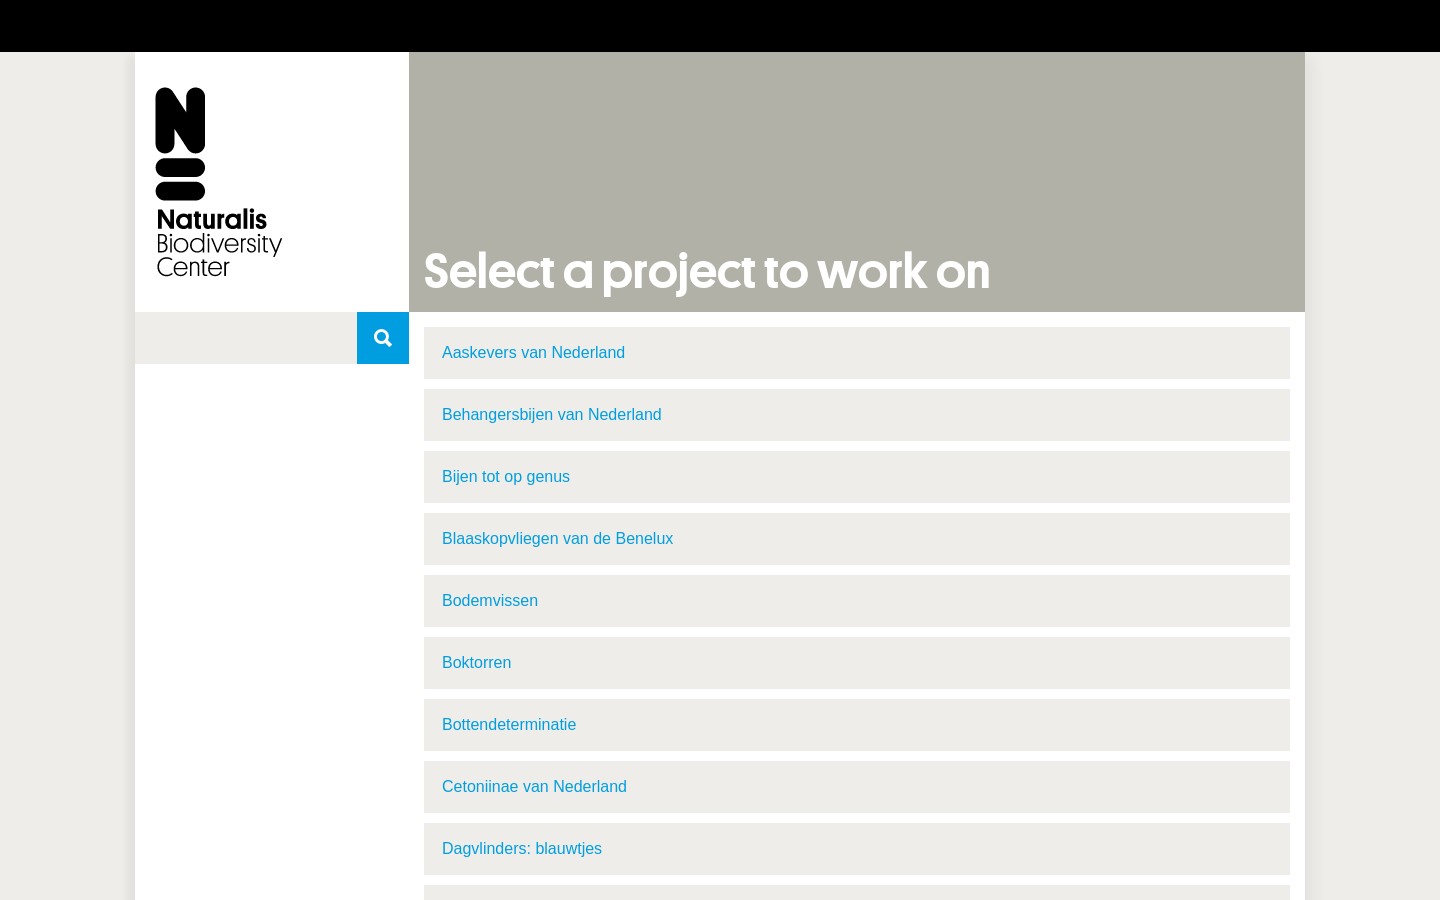 Naturalis
Biodiversity
Center
Select a project to work on
Aaskevers van Nederland
Behangersbijen van Nederland
Bijen tot op genus
Blaaskopvliegen van de Benelux
Bodemvissen
Boktorren
Bottendeterminatie
Cetoniinae van Nederland
Dagvlinders: blauwtjes